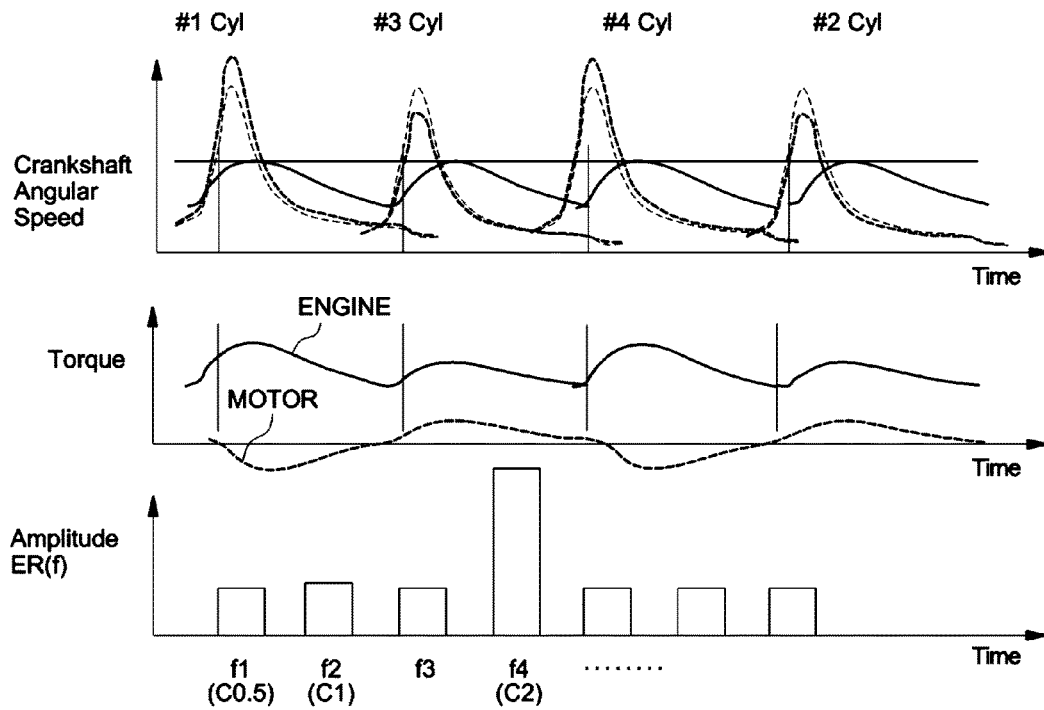 #1 Cyl #3 Cyl #4 Cyl #2 Cyl
Crankshaft
Angular
Speed
Time
ENGINE
Torque
MOTOR
Time
Amplitude
ER(f)
Time
f1 f2 f3 f4 ........
(C0.5) (C1) (C2)